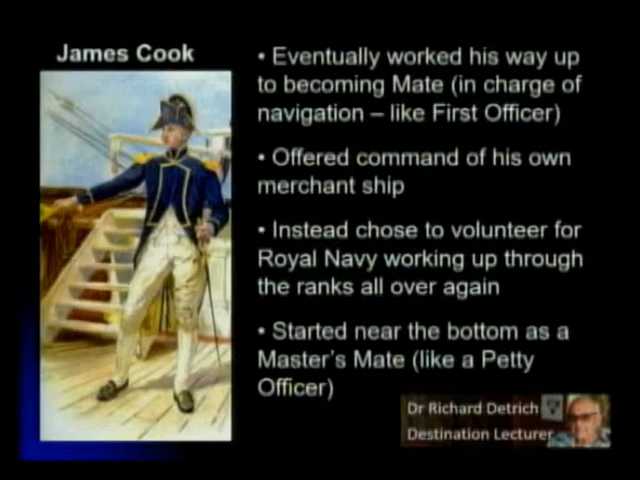 James Cook
• Eventually worked his way up
to becoming Mate (in charge of
navigation – like First Officer)
• Offered command of his own
merchant ship
• Instead chose to volunteer for
Royal Navy working up through
the ranks all over again
• Started near the bottom as a
Master's Mate (like a Petty
Officer)
Dr Richard Detrich
Destination Lecturer